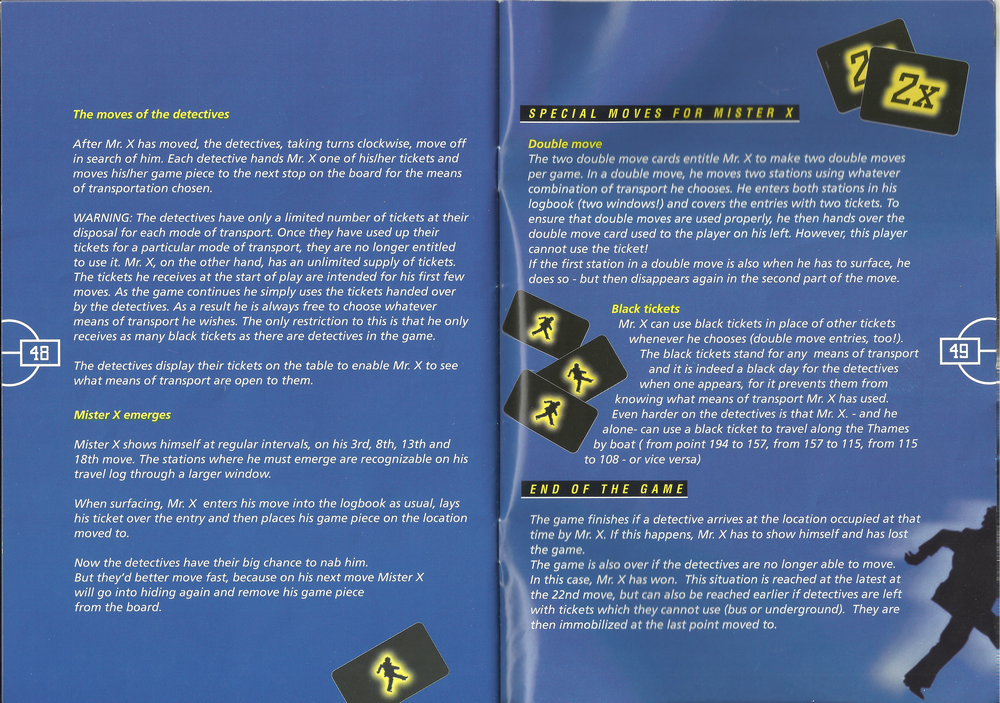 The moves of the detectives
After Mr. X has moved, the detectives, taking turns clockwise, move off
in search of him. Each detective hands Mr. X one of his/her tickets and
moves his/her game piece to the next stop on the board for the means
of transportation chosen.
WARNING: The detectives have only a limited number of tickets at their
disposal for each mode of transport. Once they have used up their
tickets for a particular mode of transport, they are no longer entitled
to use it. Mr. X, on the other hand, has an unlimited supply of tickets.
The tickets he receives at the start of play are intended for his first few
moves. As the game continues he simply uses the tickets handed over
by the detectives. As a result he is always free to choose whatever
means of transport he wishes. The only restriction to this is that he only
receives as many black tickets as there are detectives in the game.
The detectives display their tickets on the table to enable Mr. X to see
what means of transport are open to them.
48
Mister X emerges
Mister X shows himself at regular intervals, on his 3rd, 8th, 13th and
18th move. The stations where he must emerge are recognizable on his
travel log through a larger window.
When surfacing, Mr. X enters his move into the logbook as usual, lays
his ticket over the entry and then places his game piece on the location
moved to.
Now the detectives have their big chance to nab him.
But they'd better move fast, because on his next move Mister X
will go into hiding again and remove his game piece
from the board.
2
2x
SPECIAL MOVES FOR MISTER X
Double move
The two double move cards entitle Mr. X to make two double moves
per game. In a double move, he moves two stations using whatever
combination of transport he chooses. He enters both stations in his
logbook (two windows!) and covers the entries with two tickets. To
ensure that double moves are used properly, he then hands over the
double move card used to the player on his left. However, this player
cannot use the ticket!
If the first station in a double move is also when he has to surface, he
does so - but then disappears again in the second part of the move.
Black tickets
Mr. X can use black tickets in place of other tickets
whenever he chooses (double move entries, too!).
The black tickets stand for any means of transport
and it is indeed a black day for the detectives
when one appears, for it prevents them from
knowing what means of transport Mr. X has used.
Even harder on the detectives is that Mr. X. - and he
alone- can use a black ticket to travel along the Thames
by boat ( from point 194 to 157, from 157 to 115, from 115
to 108 - or vice versa)
49
END OF THE GAME
The game finishes if a detective arrives at the location occupied at that
time by Mr. X. If this happens, Mr. X has to show himself and has lost
the game.
The game is also over if the detectives are no longer able to move.
In this case, Mr. X has won. This situation is reached at the latest at
the 22nd move, but can also be reached earlier if detectives are left
with tickets which they cannot use (bus or underground). They are
then immobilized at the last point moved to.